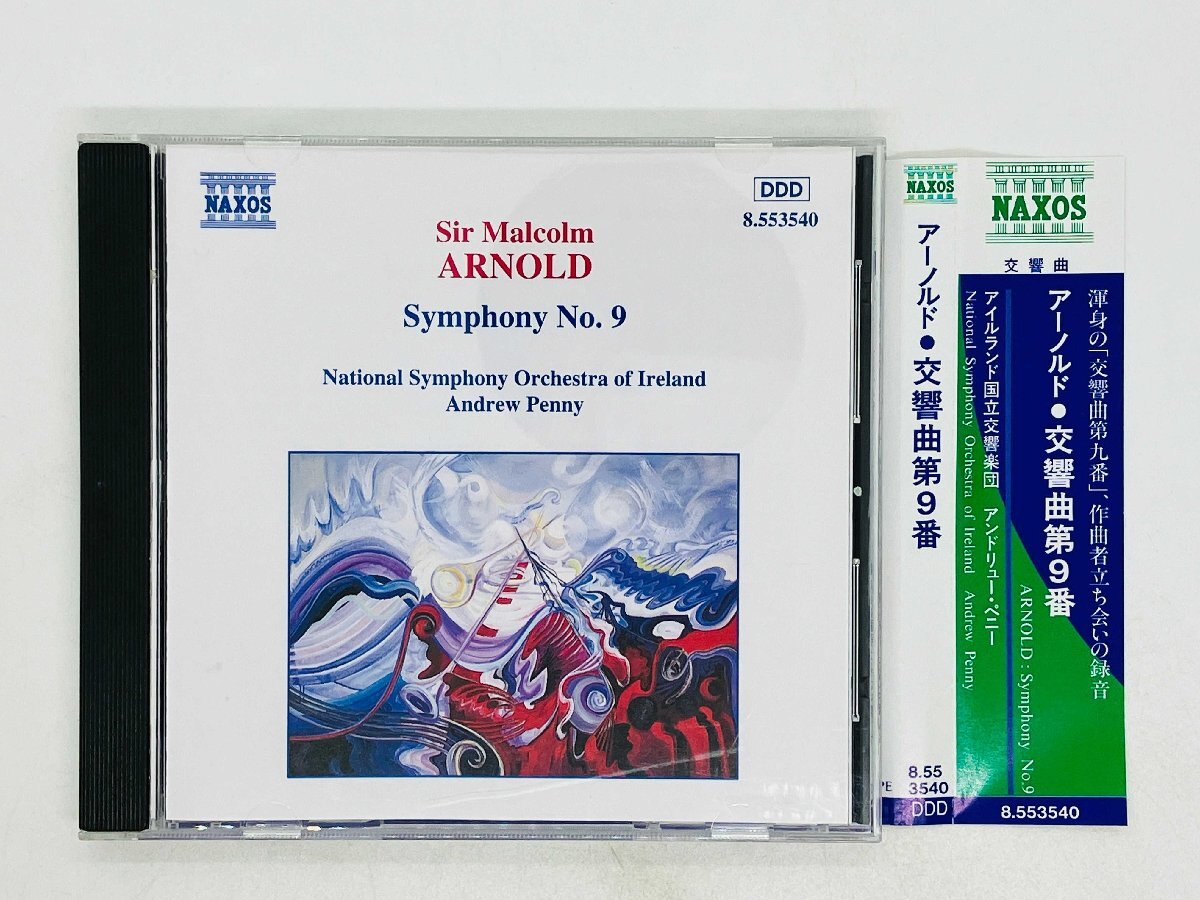 NAXOS
DDD
8.553540
Sir Malcolm
ARNOLD
Symphony No. 9
National Symphony Orchestra of Ireland
Andrew Penny
NAXOS
アーノルド●交響曲第9番
8.55
3540
DDD
NAXOS
交響曲
渾身の「交響曲第九番」、作曲者立ち会いの録音
アーノルド●交響曲第9番
ARNOLD : Symphony No.9
アイルランド国立交響楽団 アンドリュー・ペニー
National Symphony Orchestra of Ireland Andrew Penny
8.553540